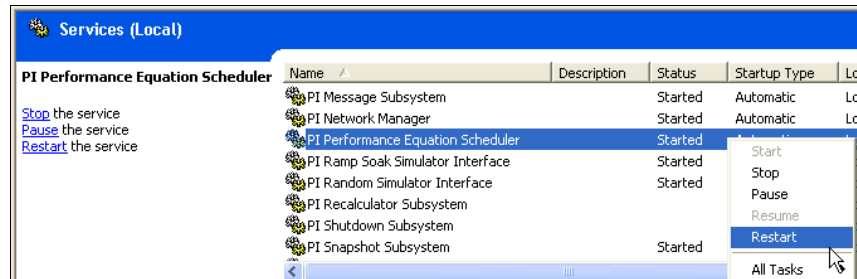 Services (Local)
PI Performance Equation Scheduler
Stop the service
Pause the service
Restart the service
Name Description Status Startup Type Lo
PI Message Subsystem Started Automatic Lo
PI Network Manager Started Automatic Lo
PI Performance Equation Scheduler Started
PI Ramp Soak Simulator Interface Started
PI Random Simulator Interface Started
PI Recalculator Subsystem
PI Shutdown Subsystem
PI Snapshot Subsystem Started
Start
Stop
Pause
Resume
Restart
All Tasks